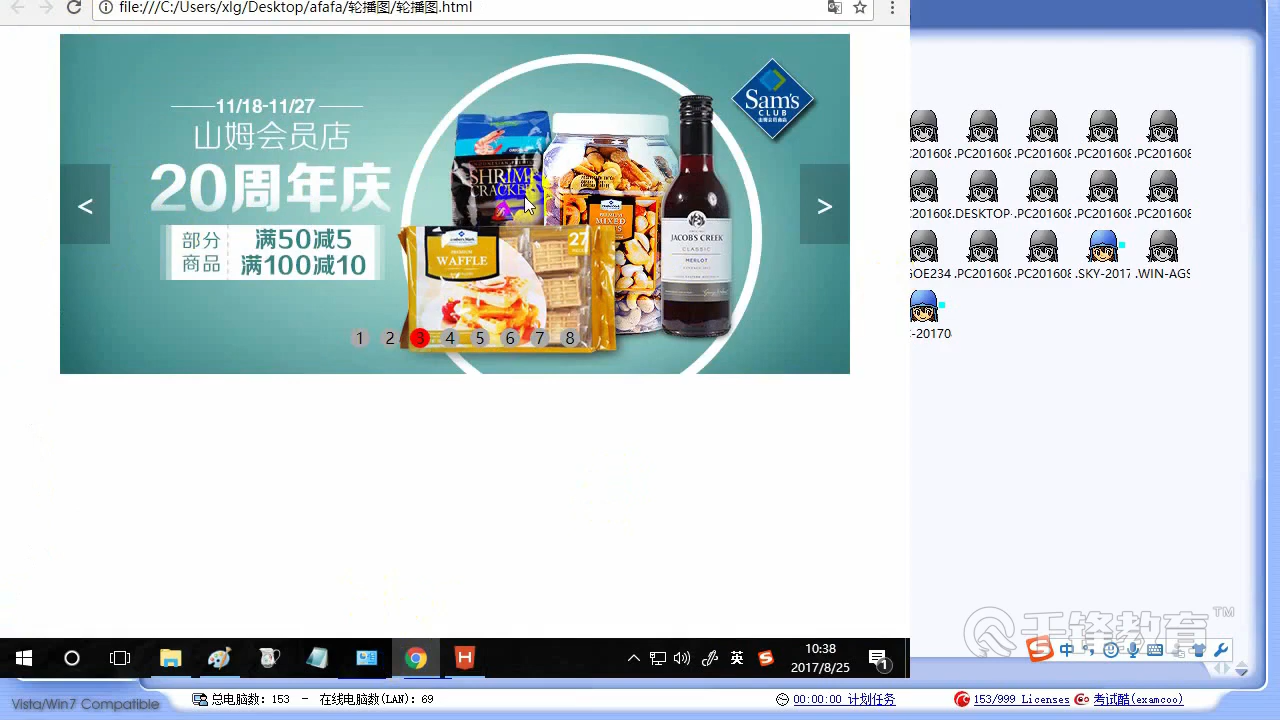 file:///C:/Users/xlg/Desktop/afafa/轮播图/轮播图.html
11/18-11/27
山姆会员店
20周年庆
部分商品
满50减5
满100减10
Sam's
CLUB
SHRIMP
CRACKER
PREMIUM
MIXED
WAFFLE
27
JACOB'S CREEK
CLASSIC
MERLOT
<
>
1 2 3 4 5 6 7 8
.PC201608 .PC201608 .PC201608 .PC201608
201608 .DESKTOP- .PC201608 .PC201608 .PC201608
GOE234 .PC201608 .PC201608 .SKY-2017 .WIN-AGS
-20170
千锋教育 TM
中
英
10:38
2017/8/25
1
Vista/Win7 Compatible
总电脑数: 153 - 在线电脑数(LAN): 69
00:00:00 计划任务
153/999 Licenses
考试酷(examcoo)